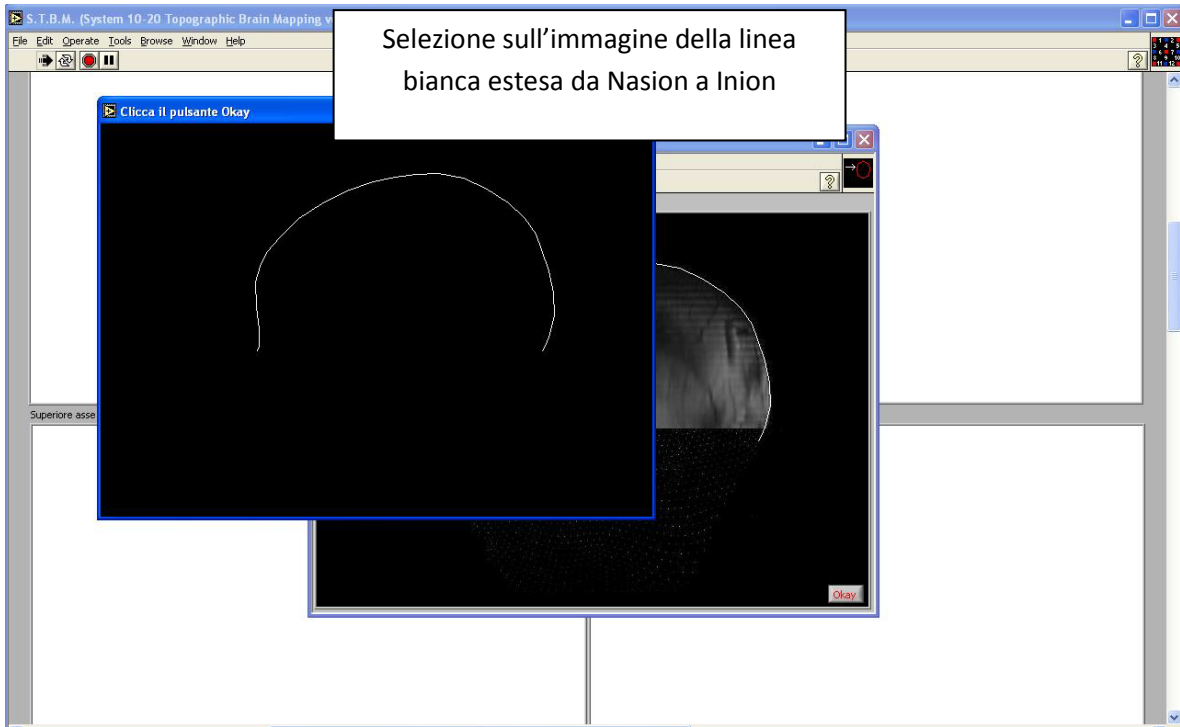 S.T.B.M. (System 10-20 Topographic Brain Mapping
File Edit Operate Tools Browse Window Help
Selezione sull’immagine della linea
bianca estesa da Nasion a Inion
Clicca il pulsante Okay
Superiore asse
Okay